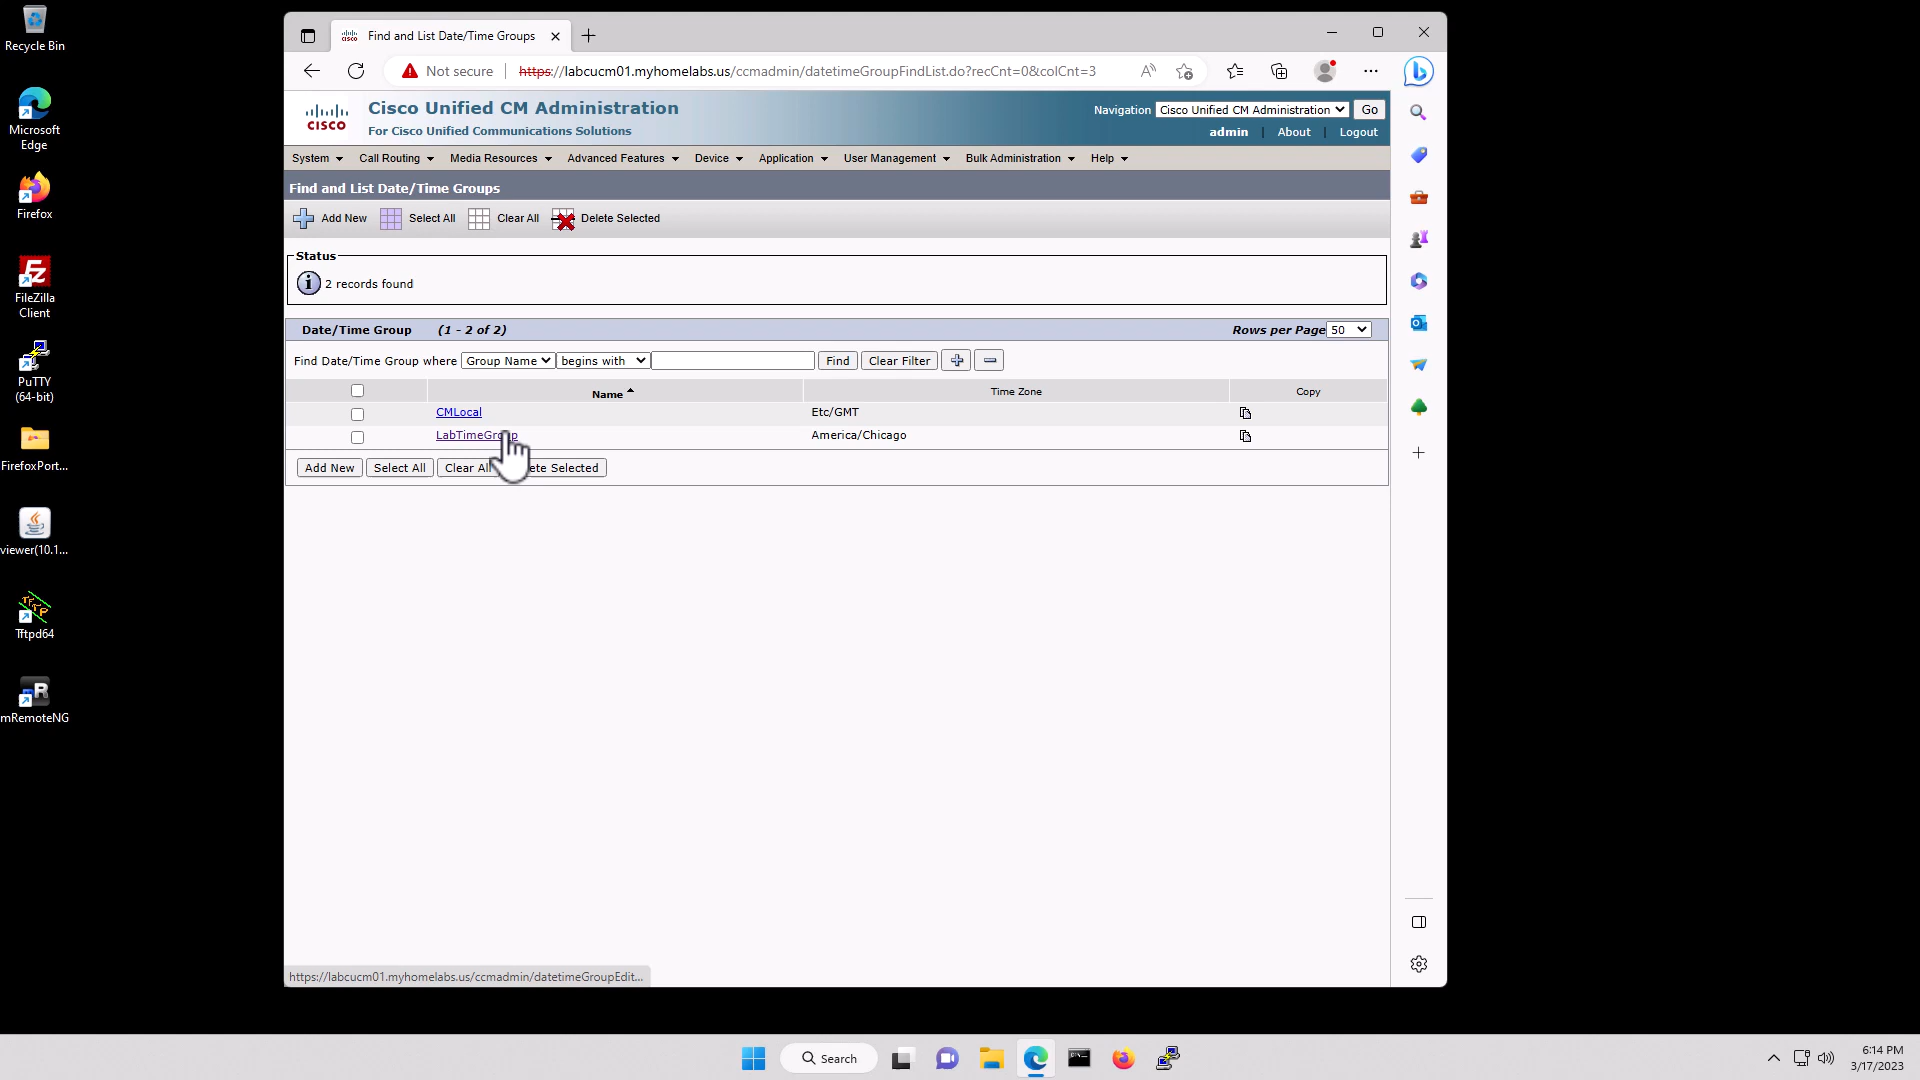 Recycle Bin
Microsoft
Edge
Firefox
FileZilla
Client
PuTTY
(64-bit)
FirefoxPort...
viewer(10.1...
Tftpd64
mRemoteNG
Find and List Date/Time Groups
Not secure
https://labcucm01.myhomelabs.us/ccmadmin/datetimeGroupFindList.do?recCnt=0&colCnt=3
CISCO
Cisco Unified CM Administration
For Cisco Unified Communications Solutions
Navigation Cisco Unified CM Administration Go
admin | About | Logout
System Call Routing Media Resources Advanced Features Device Application User Management Bulk Administration Help
Find and List Date/Time Groups
Add New Select All Clear All Delete Selected
Status
2 records found
Date/Time Group (1 - 2 of 2) Rows per Page 50
Find Date/Time Group where Group Name begins with Find Clear Filter
Name Time Zone Copy
CMLocal Etc/GMT
America/Chicago
Add New Select All Clear All Selected
https://labcucm01.myhomelabs.us/ccmadmin/datetimeGroupEdit...
Search
6:14 PM
3/17/2023